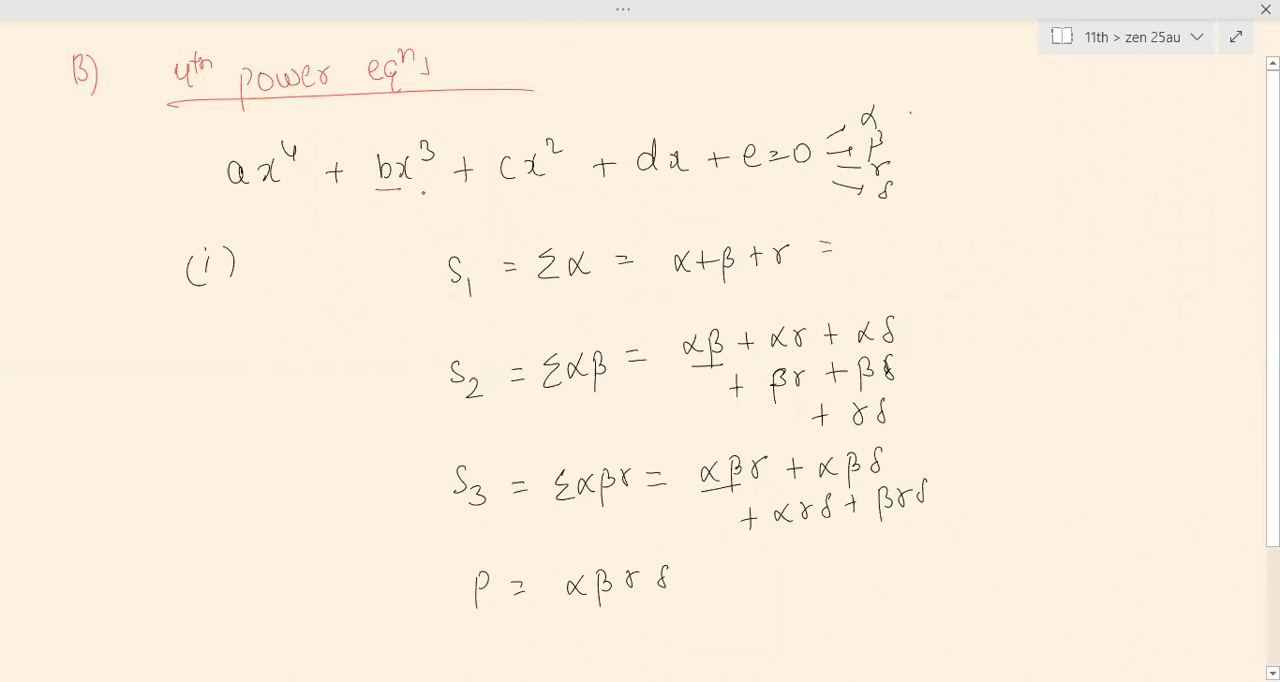 ...
11th > zen 25au
B) 4th power eqns
ax⁴ + bx³ + cx² + dx + e=0 → α
→ β
→ γ
→ δ
(i) S₁ = Σα = α+β+γ =
S₂ = Σαβ = αβ + αγ + αδ
+ βγ + βδ
+ γδ
S₃ = Σαβγ = αβγ + αβδ
+ αγδ + βγδ
P = αβγδ